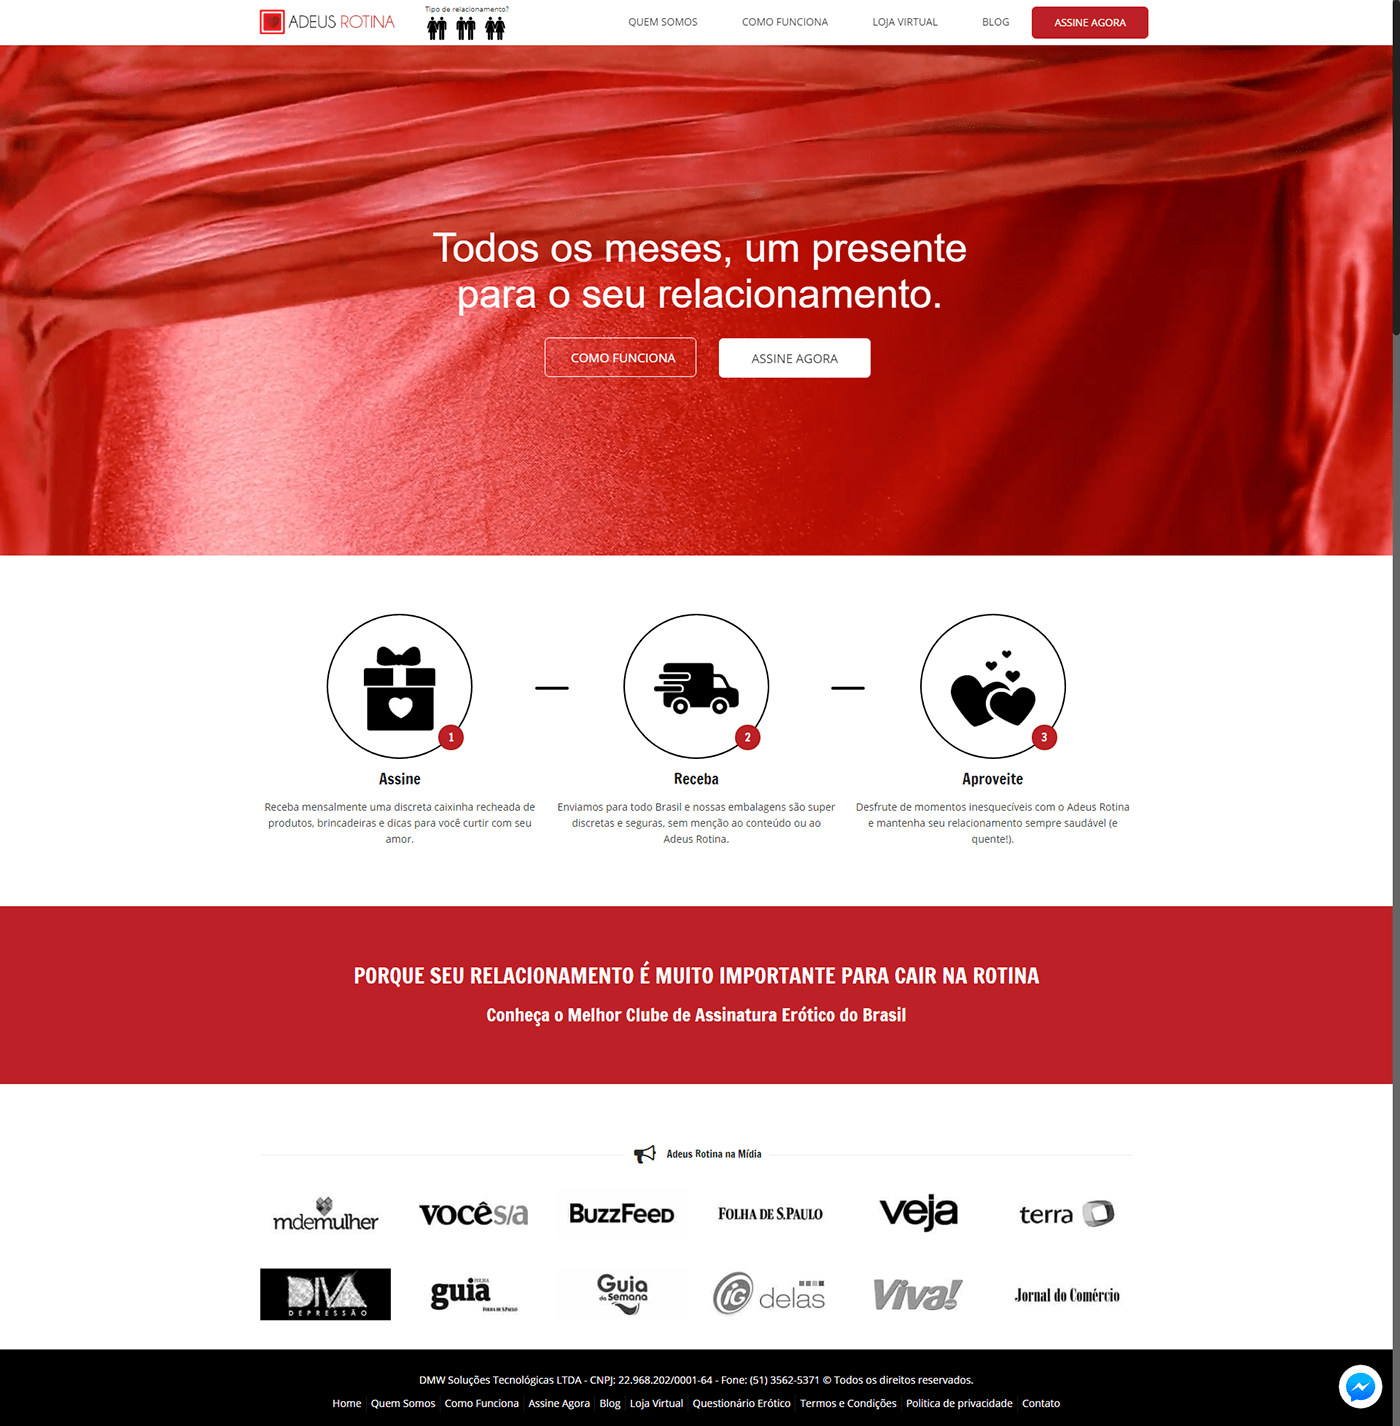 ADEUS ROTINA
Tipo de relacionamento?
QUEM SOMOS
COMO FUNCIONA
LOJA VIRTUAL
BLOG
ASSINE AGORA
Todos os meses, um presente
para o seu relacionamento.
COMO FUNCIONA
ASSINE AGORA
1
2
3
Assine
Receba mensalmente uma discreta caixinha recheada de
produtos, brincadeiras e dicas para você curtir com seu
amor.
Receba
Enviamos para todo Brasil e nossas embalagens são super
discretas e seguras, sem menção ao conteúdo ou ao
Adeus Rotina.
Aproveite
Desfrute de momentos inesquecíveis com o Adeus Rotina
e mantenha seu relacionamento sempre saudável (e
quente!).
PORQUE SEU RELACIONAMENTO É MUITO IMPORTANTE PARA CAIR NA ROTINA
Conheça o Melhor Clube de Assinatura Erótico do Brasil
Adeus Rotina na Mídia
mdemulher
VOCÊ s/a
BuzzFeed
FOLHA DE S.PAULO
veja
terra
DIVA
DEPRESSÃO
guia FOLHA
FOLHA DE S.PAULO
Guia
da Semana
iG delas
Viva!
Jornal do Comércio
DMW Soluções Tecnológicas LTDA - CNPJ: 22.968.202/0001-64 - Fone: (51) 3562-5371 © Todos os direitos reservados.
Home Quem Somos Como Funciona Assine Agora Blog Loja Virtual Questionário Erótico Termos e Condições Politica de privacidade Contato